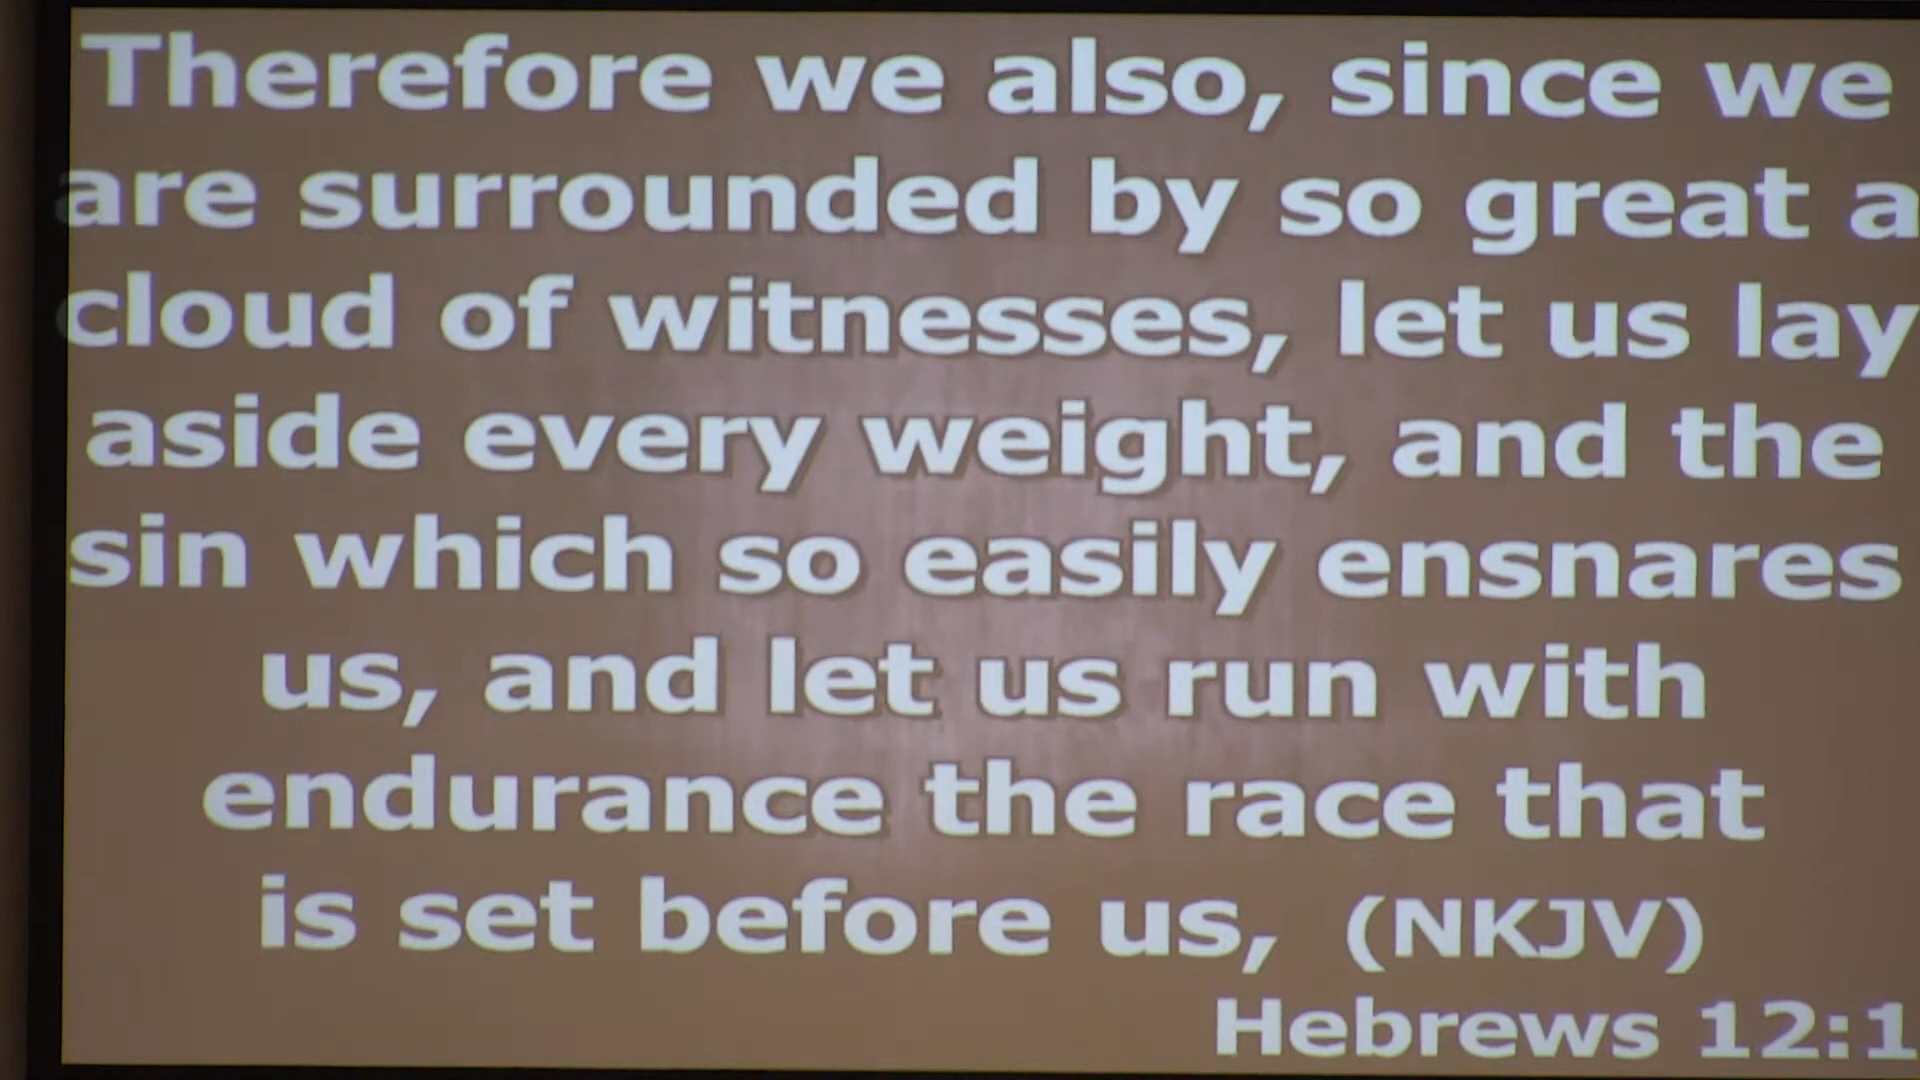 Therefore we also, since we
are surrounded by so great a
cloud of witnesses, let us lay
aside every weight, and the
sin which so easily ensnares
us, and let us run with
endurance the race that
is set before us, (NKJV)
Hebrews 12:1